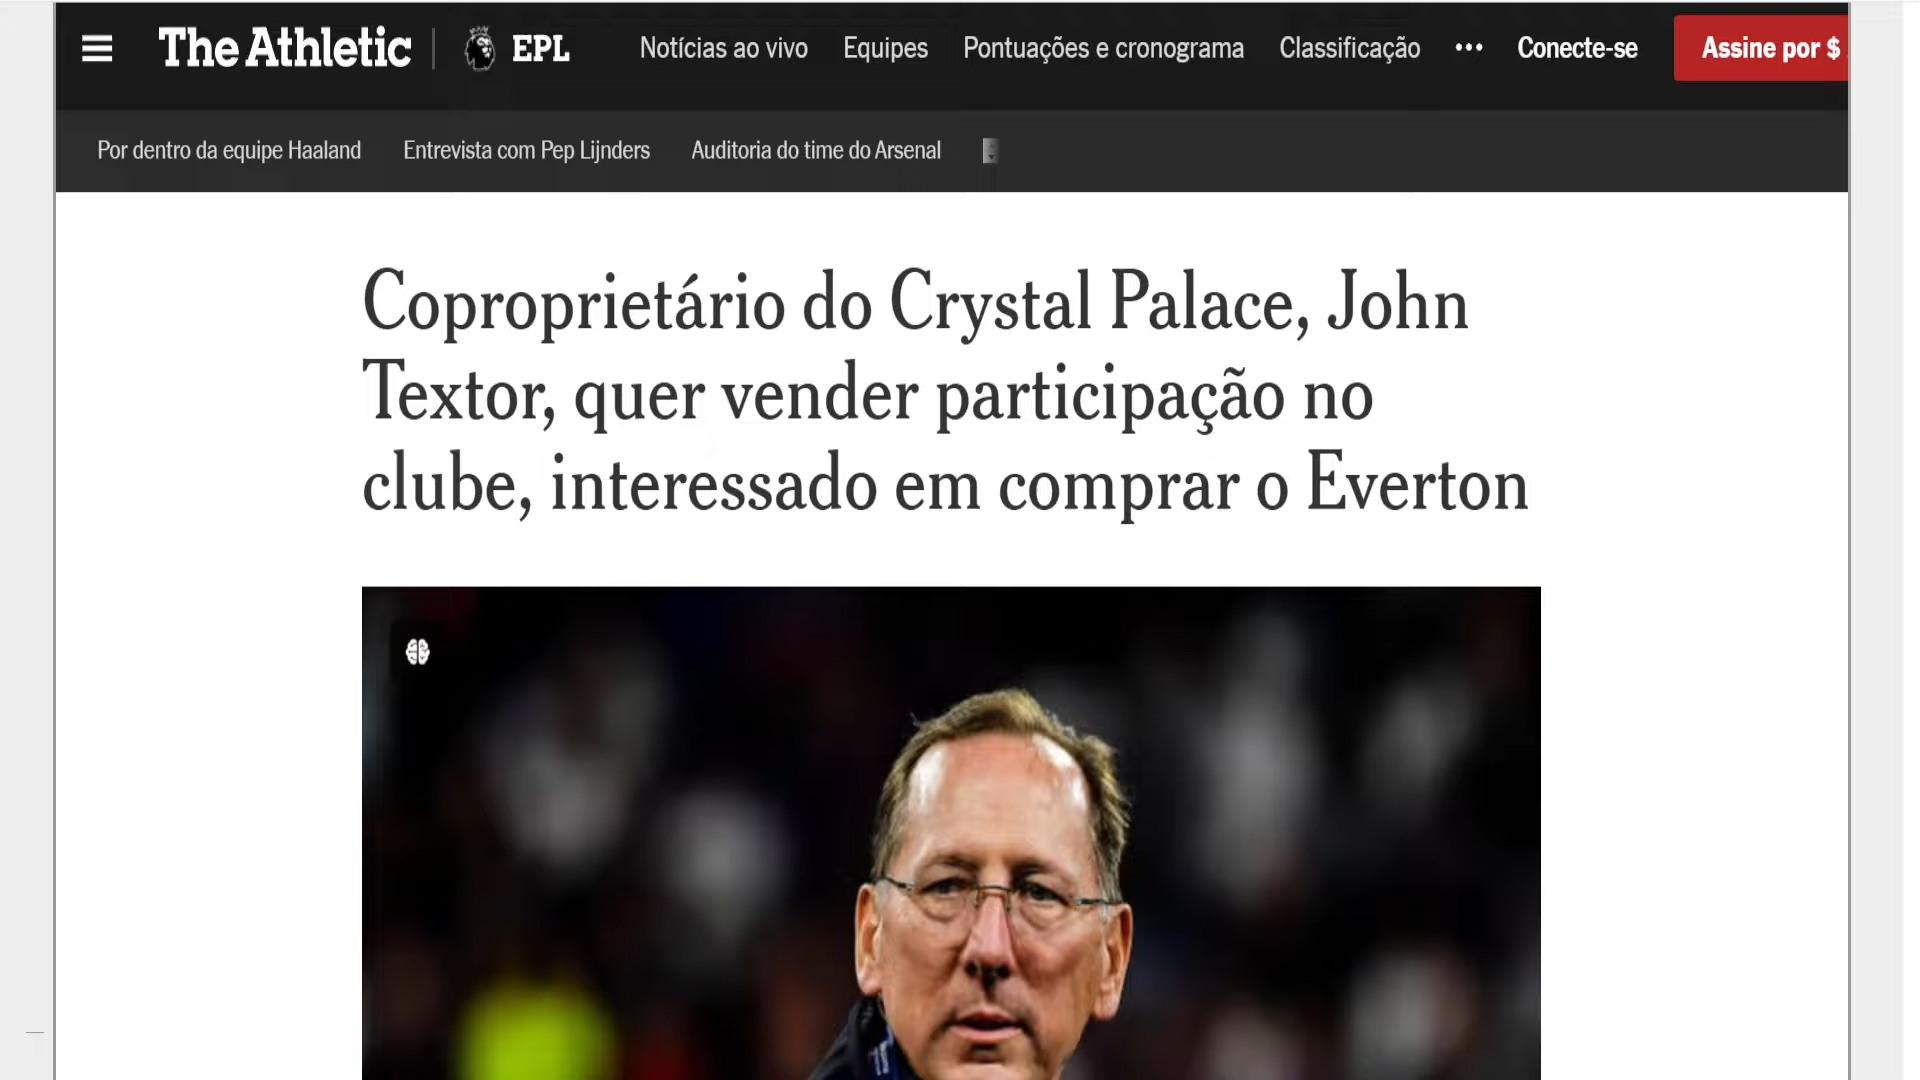 The Athletic EPL Notícias ao vivo Equipes Pontuações e cronograma Classificação ••• Conecte-se Assine por $
Por dentro da equipe Haaland Entrevista com Pep Lijnders Auditoria do time do Arsenal
Coproprietário do Crystal Palace, John
Textor, quer vender participação no
clube, interessado em comprar o Everton